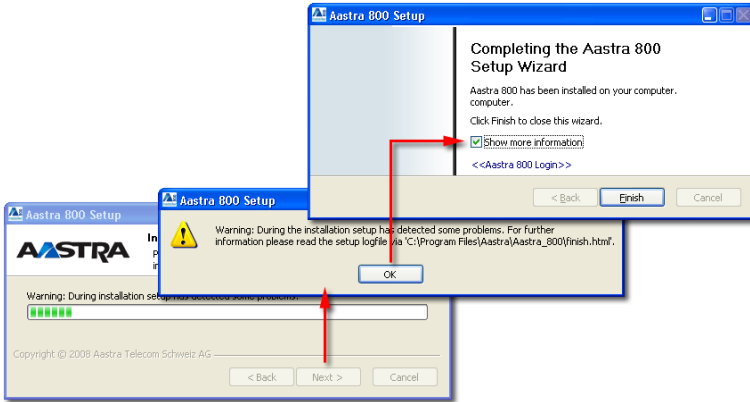 Aastra 800 Setup
Completing the Aastra 800
Setup Wizard
Aastra 800 has been installed on your computer.
computer.
Click Finish to close this wizard.
Show more information
<<Aastra 800 Login>>
< Back
Finish
Cancel
Aastra 800 Setup
Warning: During the installation setup has detected some problems. For further
information please read the setup logfile via 'C:\Program Files\Aastra\Aastra_800\finish.html'.
OK
Aastra 800 Setup
AASTRA
In
P
in
Warning: During installation setup has detected some problems.
Copyright © 2008 Aastra Telecom Schweiz AG
< Back
Next >
Cancel